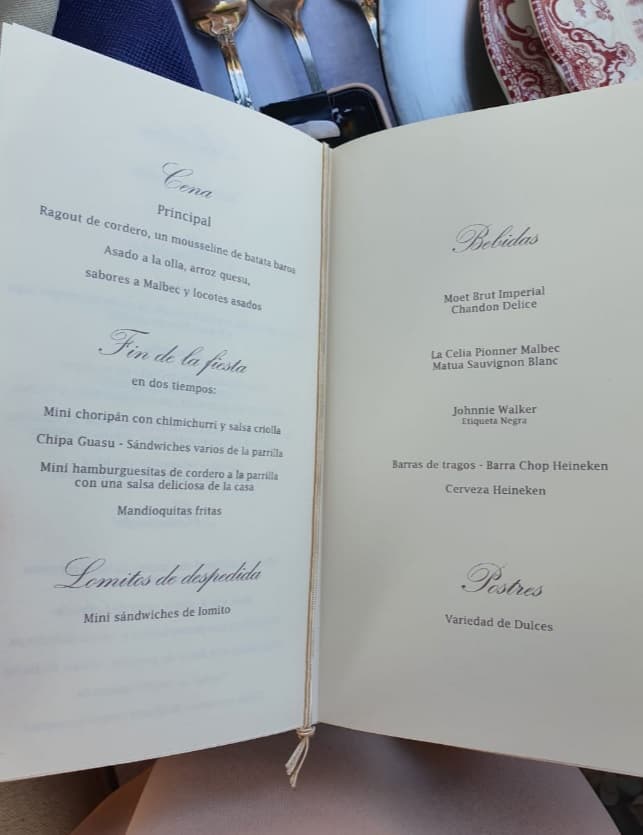 Cena
Principal
Ragout de cordero, un mousseline de batata baroa
Asado a la olla, arroz quesu,
sabores a Malbec y locotes asados
Fin de la fiesta
en dos tiempos:
Mini choripán con chimichurri y salsa criolla
Chipa Guasu - Sándwiches varios de la parrilla
Mini hamburguesitas de cordero a la parrilla
con una salsa deliciosa de la casa
Mandioquitas fritas
Lomitos de despedida
Mini sándwiches de lomito
Bebidas
Moet Brut Imperial
Chandon Delice
La Celia Pionner Malbec
Matua Sauvignon Blanc
Johnnie Walker
Etiqueta Negra
Barras de tragos - Barra Chop Heineken
Cerveza Heineken
Postres
Variedad de Dulces